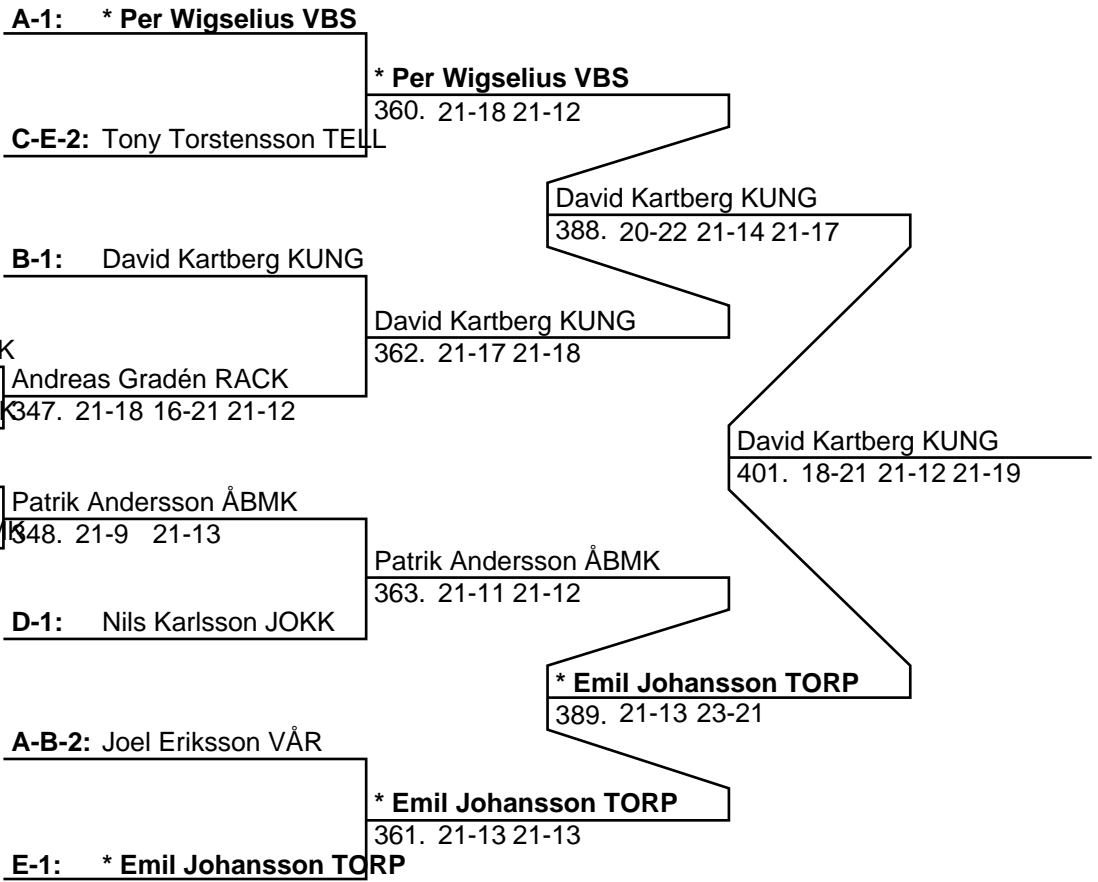 A-1: * Per Wigselius VBS
* Per Wigselius VBS
360. 21-18 21-12
C-E-2: Tony Torstensson TELL
David Kartberg KUNG
388. 20-22 21-14 21-17
B-1: David Kartberg KUNG
David Kartberg KUNG
362. 21-17 21-18
K
Andreas Gradén RACK
K
347. 21-18 16-21 21-12
David Kartberg KUNG
401. 18-21 21-12 21-19
Patrik Andersson ÅBMK
348. 21-9 21-13
Patrik Andersson ÅBMK
363. 21-11 21-12
D-1: Nils Karlsson JOKK
* Emil Johansson TORP
389. 21-13 23-21
A-B-2: Joel Eriksson VÅR
* Emil Johansson TORP
361. 21-13 21-13
E-1: * Emil Johansson TORP